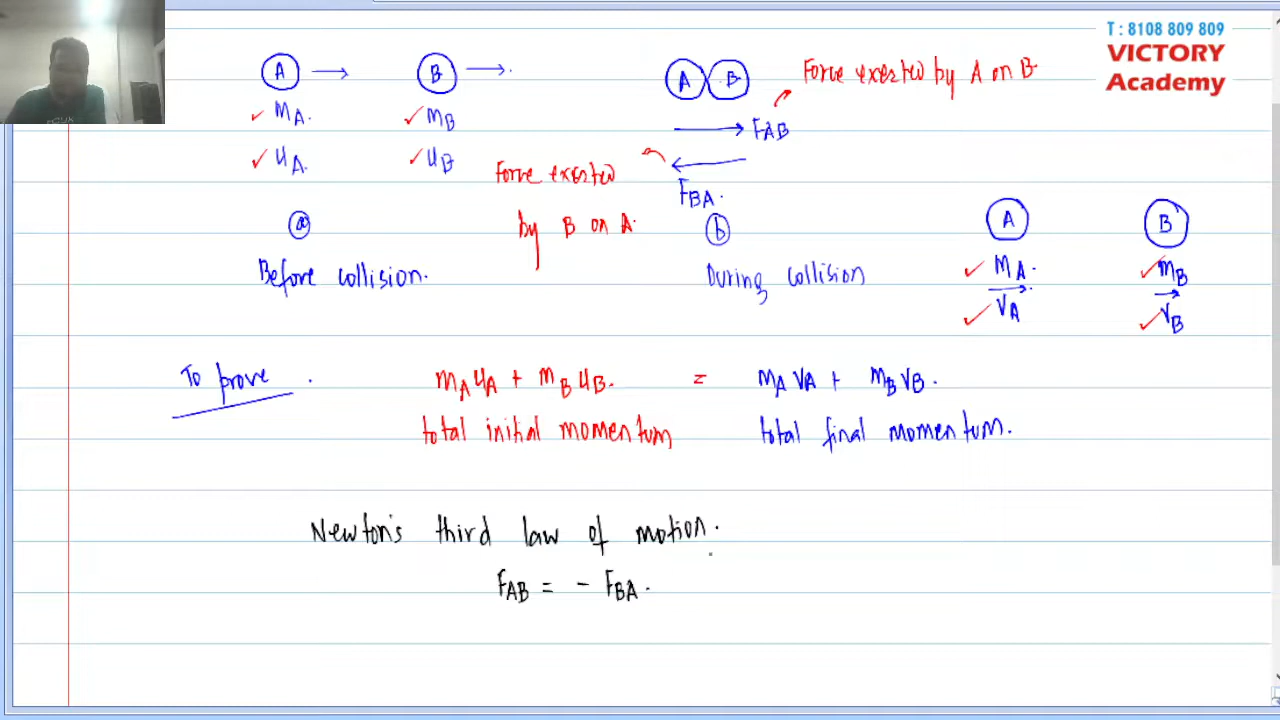 T : 8108 809 809
VICTORY
Academy
A → B →
A B
Force exerted by A on B
MA. MB
FAB
UA. UB
Force exerted
by B on A.
FBA.
a b
Before collision.
During collision
A B
MA. mB
VA VB
To prove .
mAUA + mBUB. = mAVA + mBVB.
total initial momentum total final momentum.
Newton's third law of motion.
FAB = - FBA.